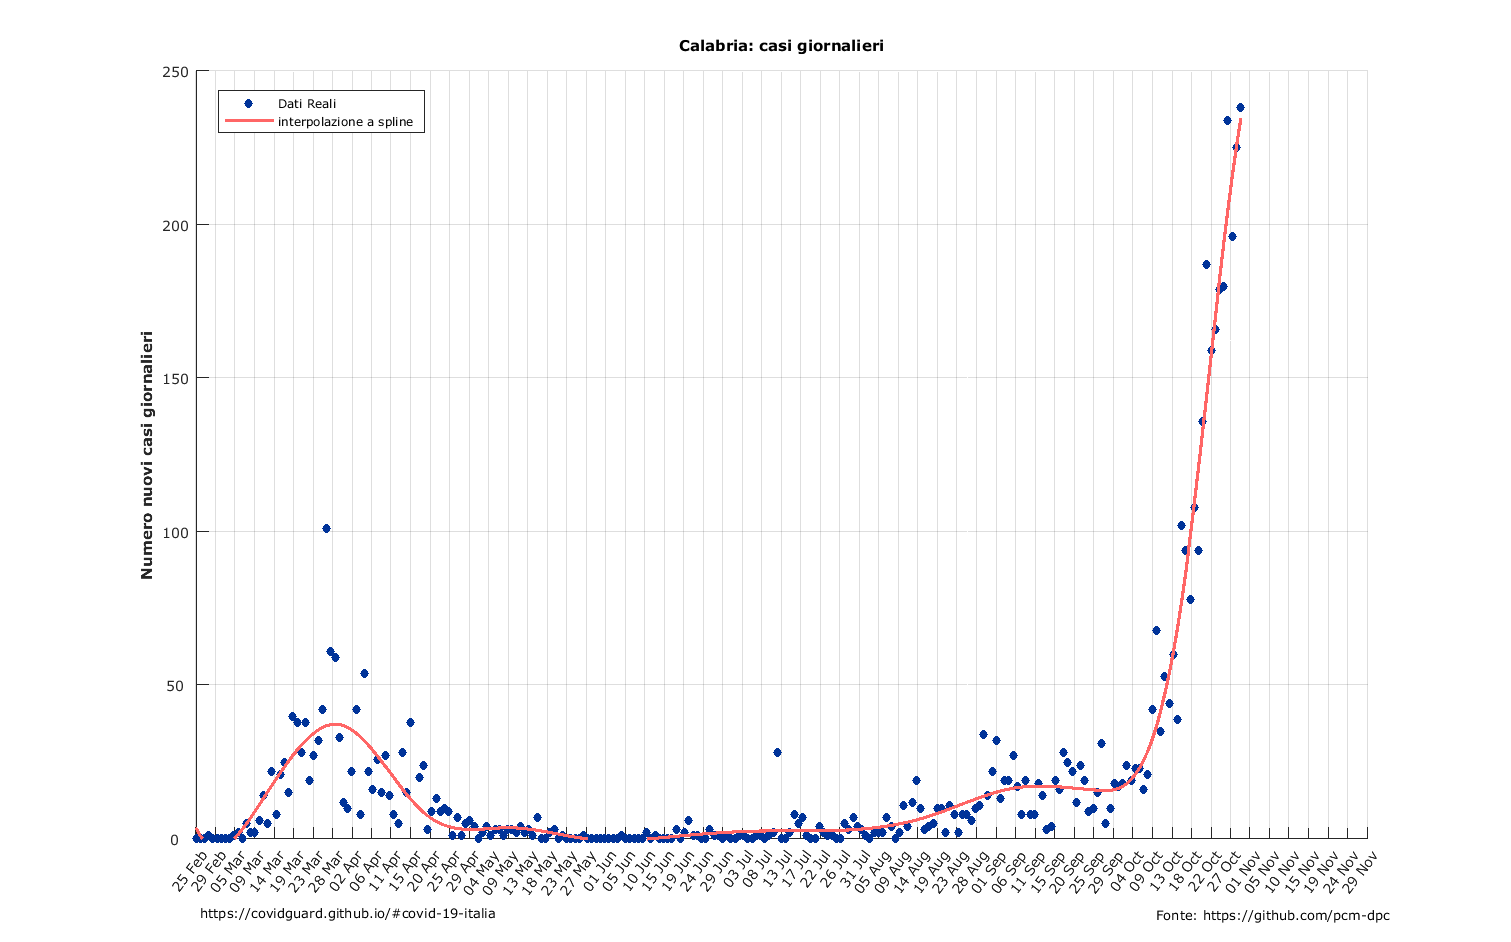 Calabria: casi giornalieri
Dati Reali
interpolazione a spline
Numero nuovi casi giornalieri
250
200
150
100
50
0
25 Feb
29 Feb
05 Mar
09 Mar
14 Mar
19 Mar
23 Mar
28 Mar
02 Apr
06 Apr
11 Apr
15 Apr
20 Apr
25 Apr
29 Apr
04 May
09 May
13 May
18 May
23 May
27 May
01 Jun
05 Jun
10 Jun
15 Jun
19 Jun
24 Jun
29 Jun
03 Jul
08 Jul
13 Jul
17 Jul
22 Jul
26 Jul
31 Jul
05 Aug
09 Aug
14 Aug
19 Aug
23 Aug
28 Aug
01 Sep
06 Sep
11 Sep
15 Sep
20 Sep
25 Sep
29 Sep
04 Oct
09 Oct
13 Oct
18 Oct
22 Oct
27 Oct
01 Nov
05 Nov
10 Nov
15 Nov
19 Nov
24 Nov
29 Nov
https://covidguard.github.io/#covid-19-italia
Fonte: https://github.com/pcm-dpc